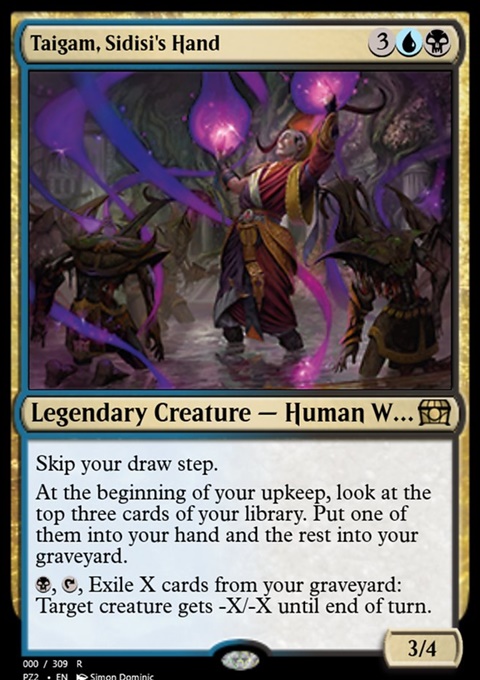 Taigam, Sidisi's Hand
3
Legendary Creature — Human W...
Skip your draw step.
At the beginning of your upkeep, look at the
top three cards of your library. Put one of
them into your hand and the rest into your
graveyard.
, , Exile X cards from your graveyard:
Target creature gets -X/-X until end of turn.
3/4
000 / 309 R
PZ2 • EN Simon Dominic